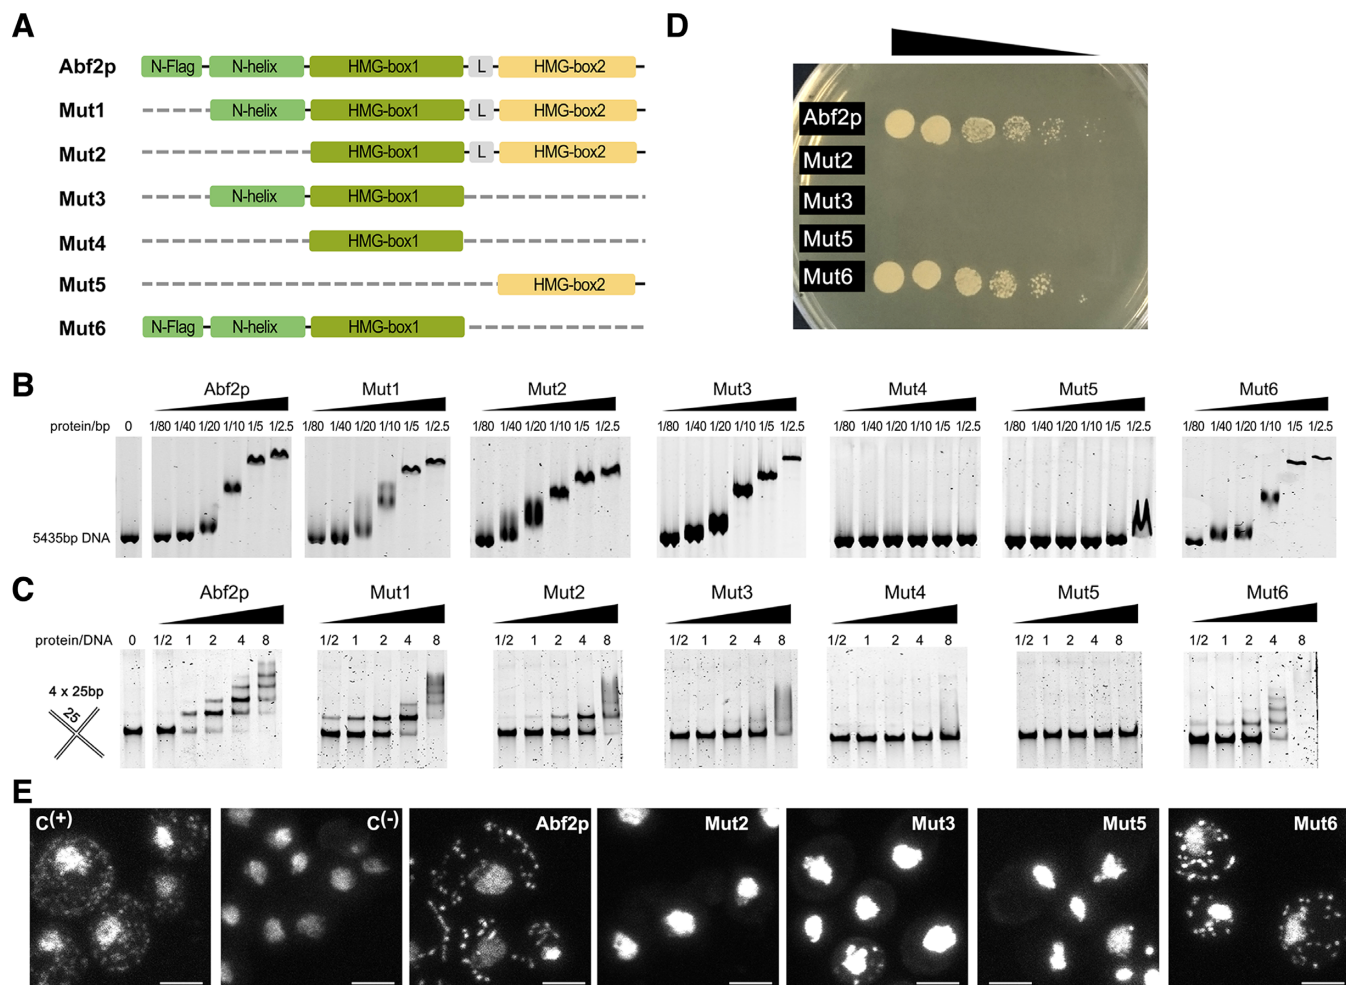 A
Abf2p N-Flag N-helix HMG-box1 L HMG-box2
Mut1 N-helix HMG-box1 L HMG-box2
Mut2 HMG-box1 L HMG-box2
Mut3 N-helix HMG-box1
Mut4 HMG-box1
Mut5 HMG-box2
Mut6 N-Flag N-helix HMG-box1
D
Abf2p
Mut2
Mut3
Mut5
Mut6
B
Abf2p Mut1 Mut2 Mut3 Mut4 Mut5 Mut6
protein/bp 0 1/80 1/40 1/20 1/10 1/5 1/2.5 1/80 1/40 1/20 1/10 1/5 1/2.5 1/80 1/40 1/20 1/10 1/5 1/2.5 1/80 1/40 1/20 1/10 1/5 1/2.5 1/80 1/40 1/20 1/10 1/5 1/2.5 1/80 1/40 1/20 1/10 1/5 1/2.5 1/80 1/40 1/20 1/10 1/5 1/2.5
5435bp DNA
C
Abf2p Mut1 Mut2 Mut3 Mut4 Mut5 Mut6
protein/DNA 0 1/2 1 2 4 8 1/2 1 2 4 8 1/2 1 2 4 8 1/2 1 2 4 8 1/2 1 2 4 8 1/2 1 2 4 8 1/2 1 2 4 8
4 x 25bp
25
E
C(+) C(-) Abf2p Mut2 Mut3 Mut5 Mut6